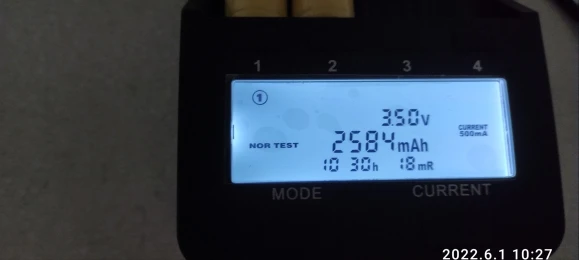 1 2 3 4
①
3.50v
CURRENT
500mA
NOR TEST
2584mAh
10 30h 18mR
MODE CURRENT
2022.6.1 10:27